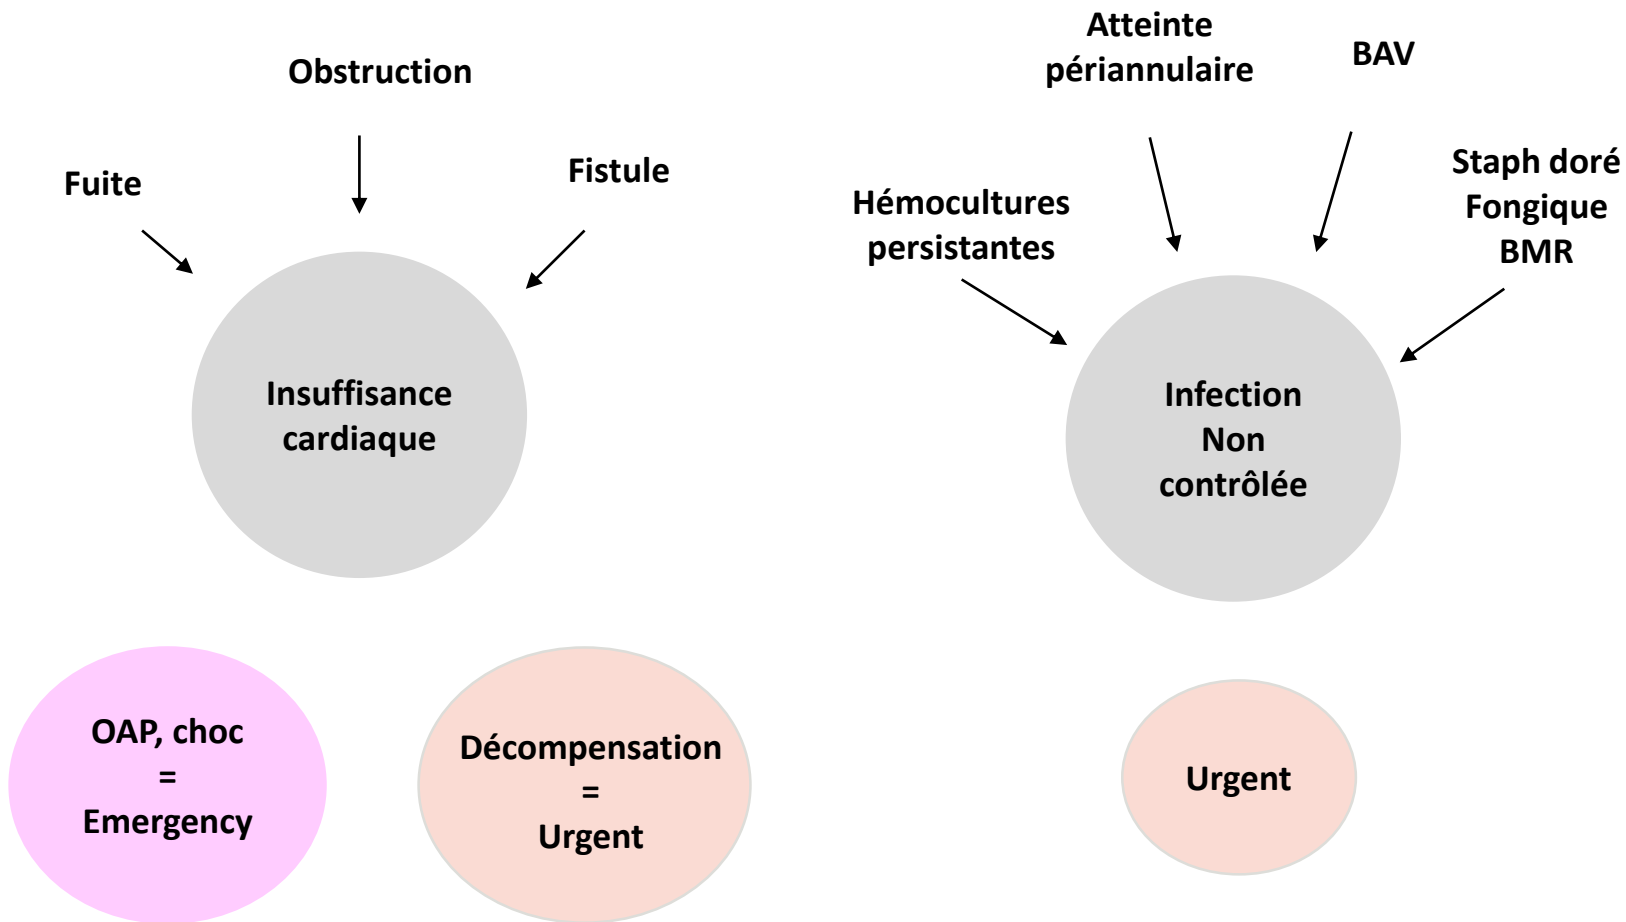 Obstruction
Fuite
Fistule
Insuffisance
cardiaque
OAP, choc
=
Emergency
Décompensation
=
Urgent
Atteinte
périannulaire
BAV
Hémocultures
persistantes
Staph doré
Fongique
BMR
Infection
Non
contrôlée
Urgent